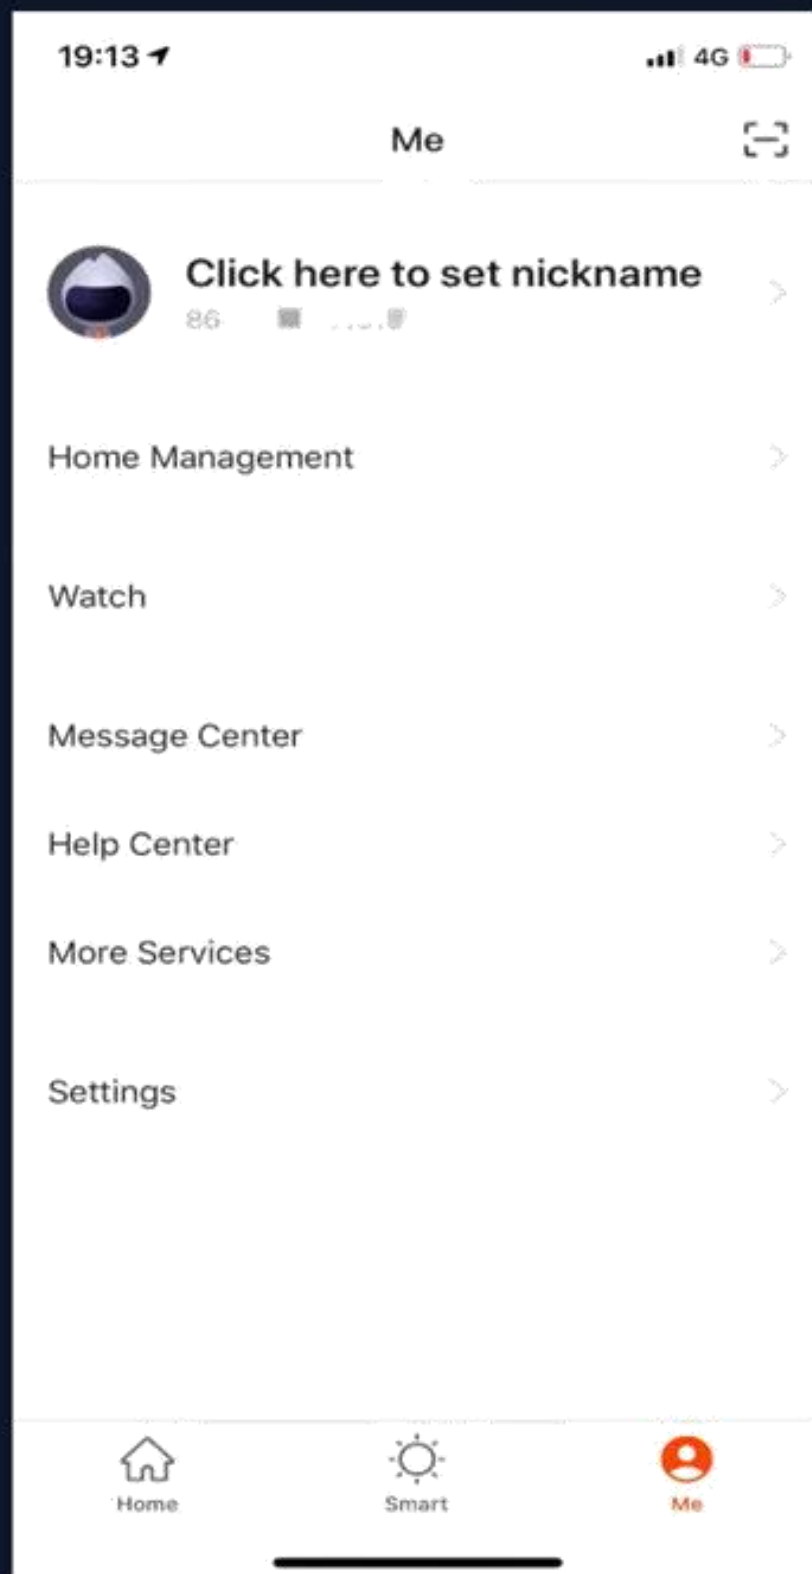 19:13
4G
Me
Click here to set nickname
86
Home Management
Watch
Message Center
Help Center
More Services
Settings
Home
Smart
Me